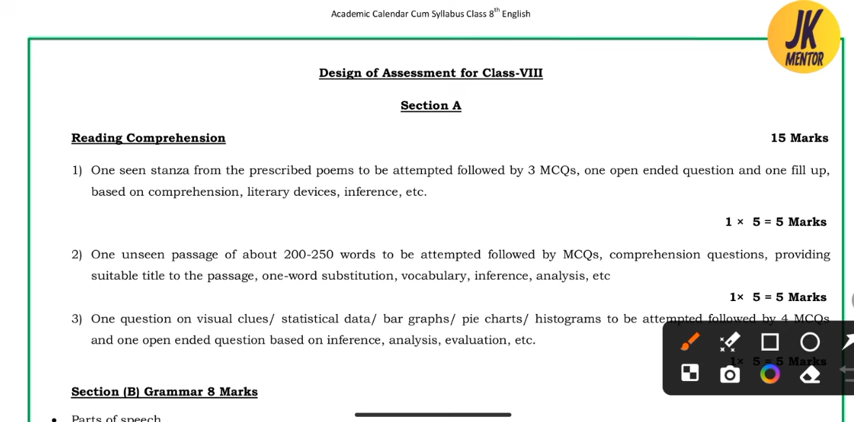 Academic Calendar Cum Syllabus Class 8th English
JK
MENTOR
Design of Assessment for Class-VIII
Section A
Reading Comprehension 15 Marks
1) One seen stanza from the prescribed poems to be attempted followed by 3 MCQs, one open ended question and one fill up,
based on comprehension, literary devices, inference, etc.
1 × 5 = 5 Marks
2) One unseen passage of about 200-250 words to be attempted followed by MCQs, comprehension questions, providing
suitable title to the passage, one-word substitution, vocabulary, inference, analysis, etc
1× 5 = 5 Marks
3) One question on visual clues/ statistical data/ bar graphs/ pie charts/ histograms to be attempted followed by 4 MCQs
and one open ended question based on inference, analysis, evaluation, etc.
1× 5 = 5 Marks
Section (B) Grammar 8 Marks
• Parts of speech